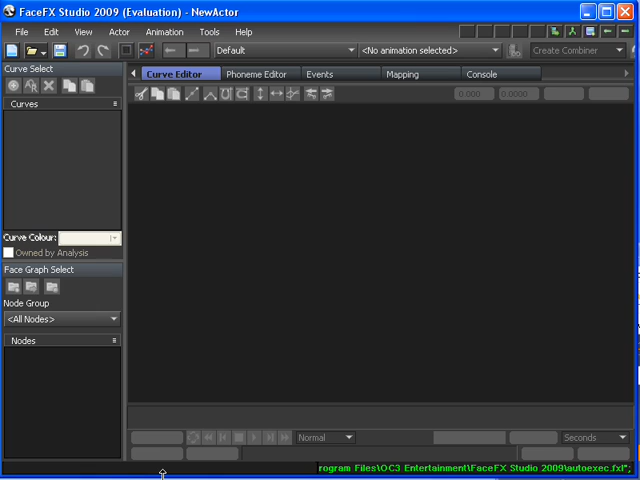 FaceFX Studio 2009 (Evaluation) - NewActor
File Edit View Actor Animation Tools Help
Default <No animation selected> Create Combiner
Curve Select
Curve Editor Phoneme Editor Events Mapping Console
0.000 0.0000
Curves
Curve Colour:
Owned by Analysis
Face Graph Select
Node Group
<All Nodes>
Nodes
Normal Seconds
rogram Files\OC3 Entertainment\FaceFX Studio 2009\autoexec.fxl";